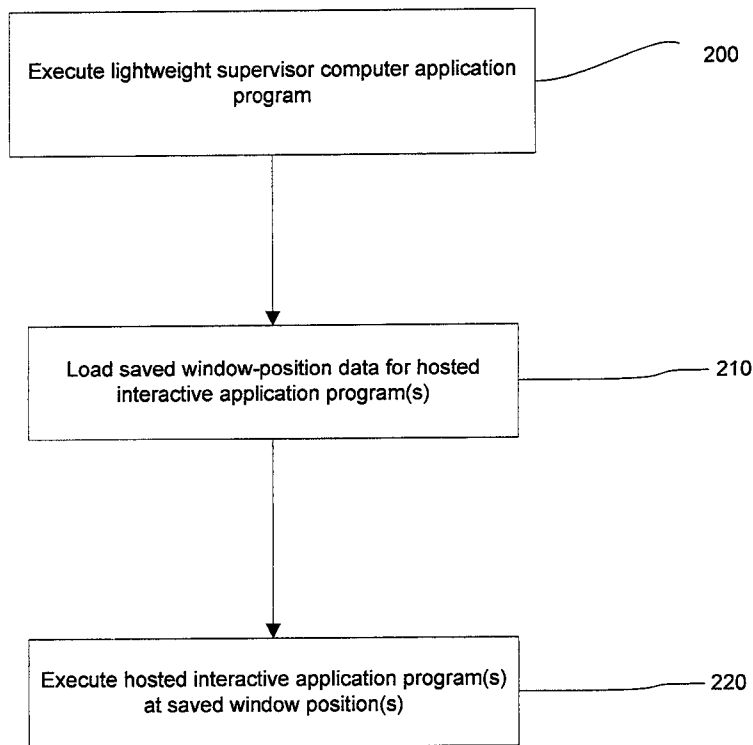 Execute lightweight supervisor computer application
program
200
Load saved window-position data for hosted
interactive application program(s)
210
Execute hosted interactive application program(s)
at saved window position(s)
220